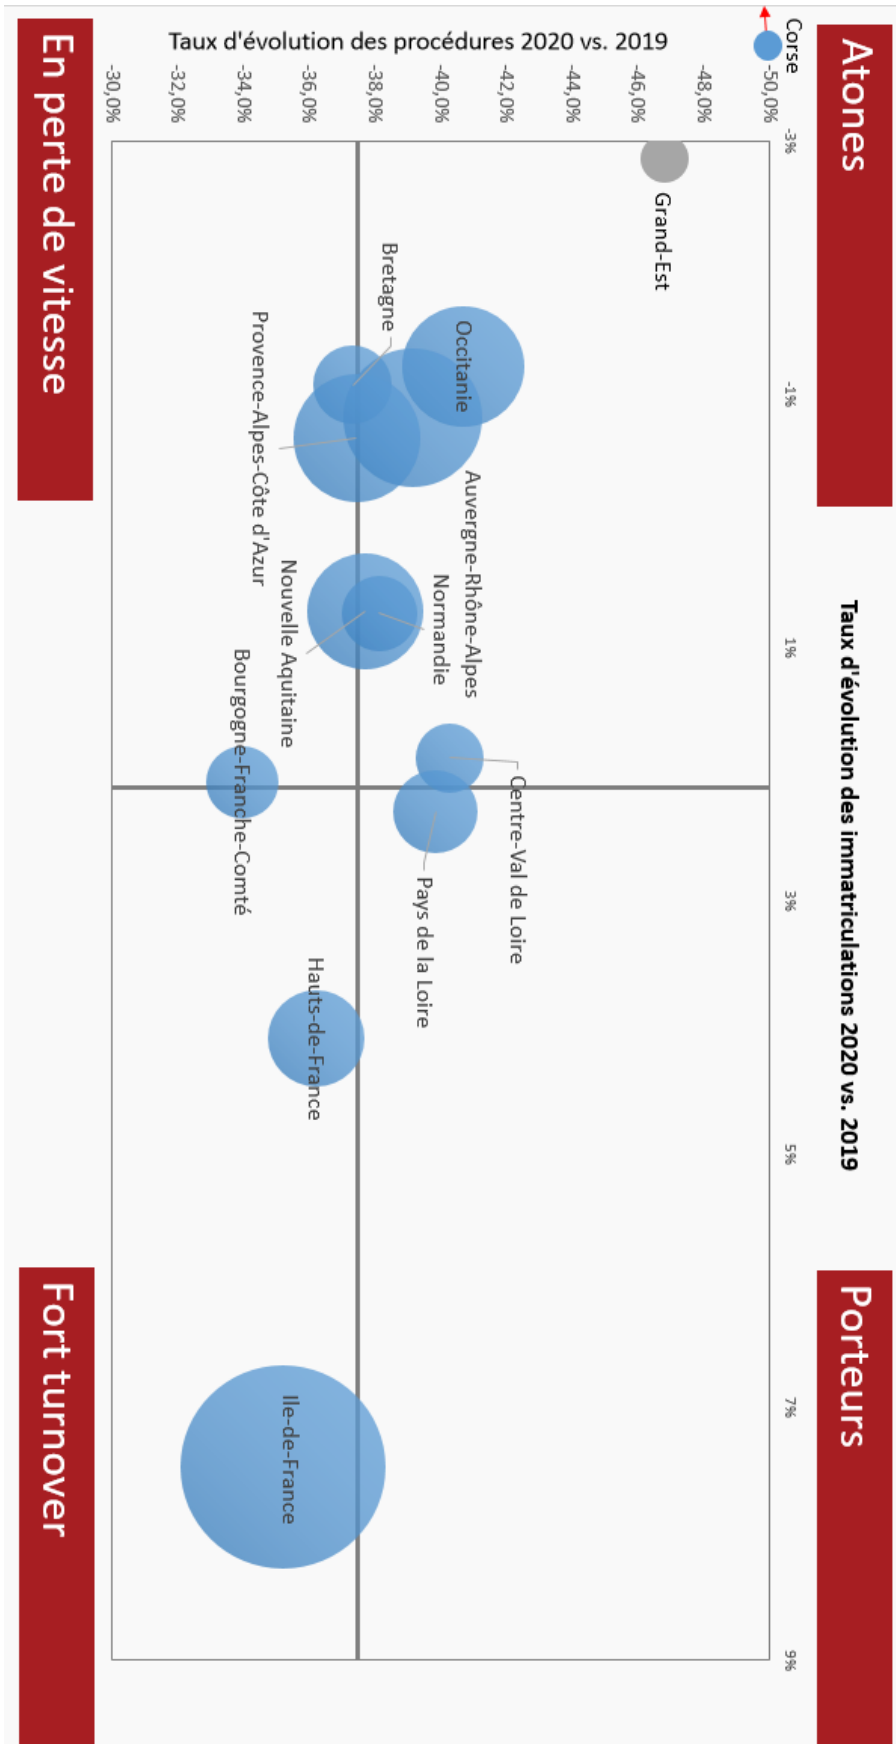 Atones
Taux d'évolution des immatriculations 2020 vs. 2019
Porteurs
Corse
-3%
-1%
1%
3%
5%
7%
9%
Taux d'évolution des procédures 2020 vs. 2019
-50,0%
-48,0%
-46,0%
-44,0%
-42,0%
-40,0%
-38,0%
-36,0%
-34,0%
-32,0%
-30,0%
Grand-Est
Occitanie
Bretagne
Auvergne-Rhône-Alpes
Provence-Alpes-Côte d'Azur
Normandie
Nouvelle Aquitaine
Centre-Val de Loire
Pays de la Loire
Bourgogne-Franche-Comté
Hauts-de-France
Ile-de-France
En perte de vitesse
Fort turnover